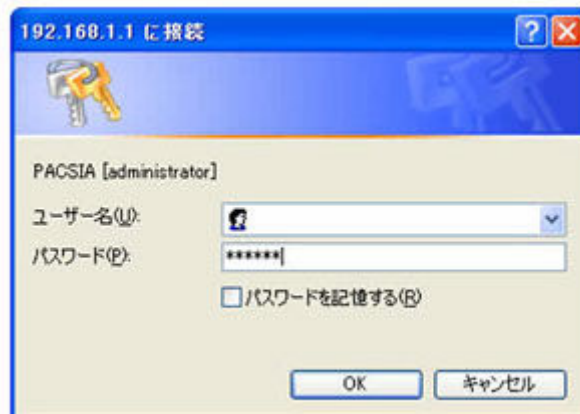 192.168.1.1 に接続
PACSIA [administrator]
ユーザー名(U):
パスワード(P): ******
パスワードを記憶する(R)
OK キャンセル